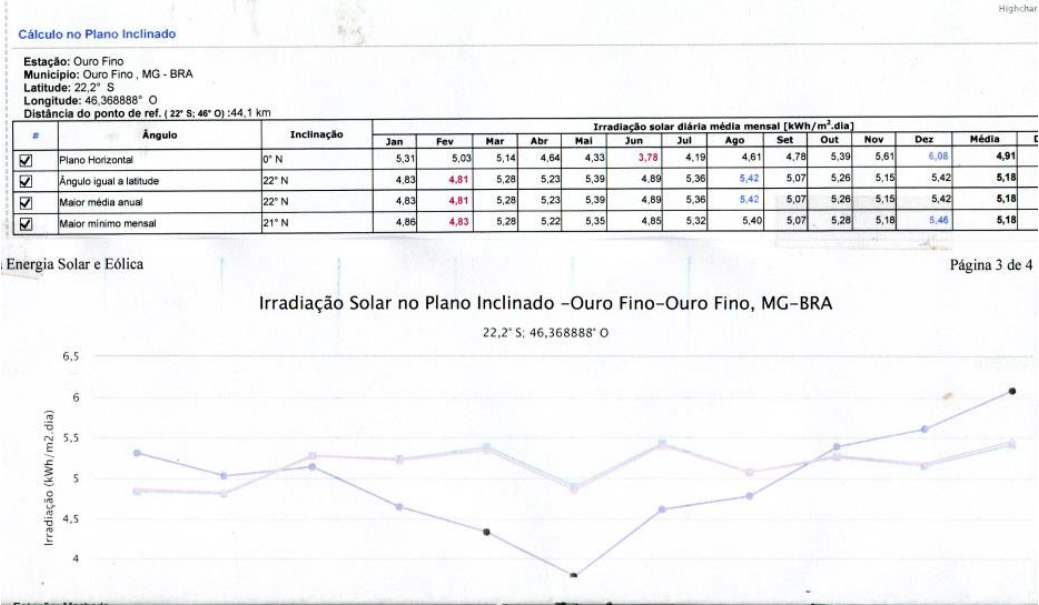 Highchar
Cálculo no Plano Inclinado
Estação: Ouro Fino
Município: Ouro Fino , MG - BRA
Latitude: 22,2° S
Longitude: 46,368888° O
Distância do ponto de ref. ( 22° S; 46° O) :44,1 km
# Ângulo Inclinação Irradiação solar diária média mensal [kWh/m².dia]
Jan Fev Mar Abr Mai Jun Jul Ago Set Out Nov Dez Média D
Plano Horizontal 0° N 5,31 5,03 5,14 4,64 4,33 3,78 4,19 4,61 4,78 5,39 5,61 6,08 4,91
Ângulo igual a latitude 22° N 4,83 4,81 5,28 5,23 5,39 4,89 5,36 5,42 5,07 5,26 5,15 5,42 5,18
Maior média anual 22° N 4,83 4,81 5,28 5,23 5,39 4,89 5,36 5,42 5,07 5,26 5,15 5,42 5,18
Maior mínimo mensal 21° N 4,86 4,83 5,28 5,22 5,35 4,85 5,32 5,40 5,07 5,28 5,18 5,46 5,18
Energia Solar e Eólica Página 3 de 4
Irradiação Solar no Plano Inclinado –Ouro Fino–Ouro Fino, MG–BRA
22,2° S; 46,368888° O
Irradiação (kWh/m2.dia)
6,5
6
5,5
5
4,5
4